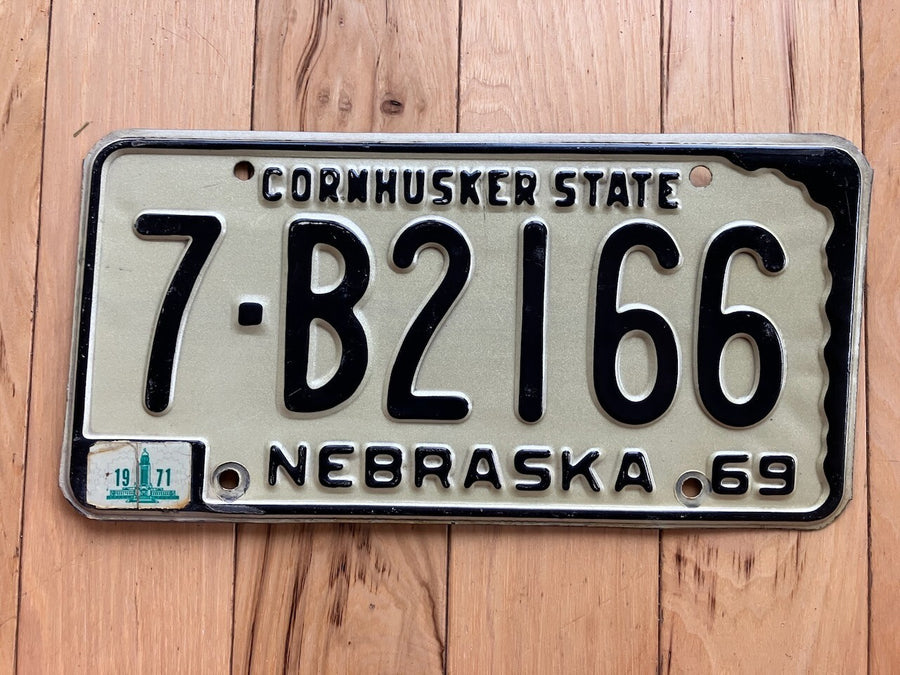 CORNHUSKER STATE
7·B2166
19 71
NEBRASKA 69